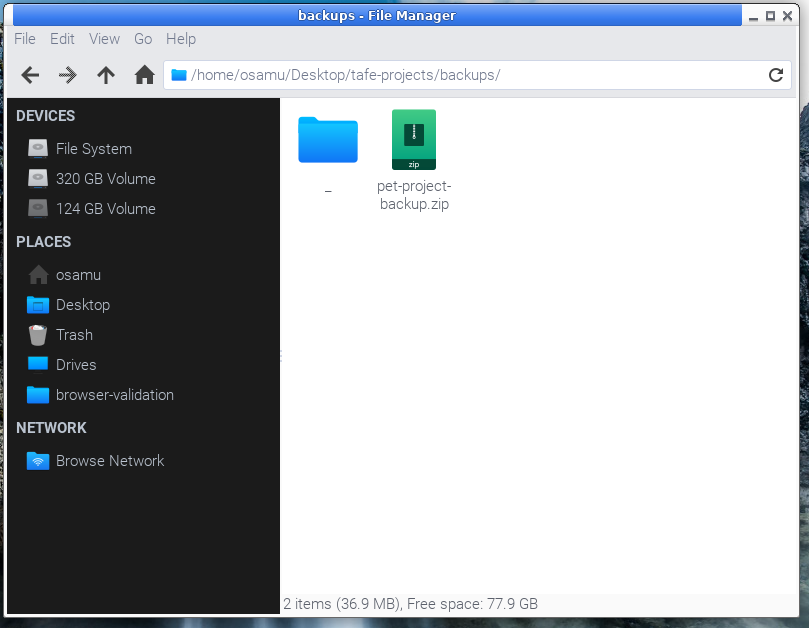 backups - File Manager
File Edit View Go Help
/home/osamu/Desktop/tafe-projects/backups/
DEVICES
File System
320 GB Volume
124 GB Volume
PLACES
osamu
Desktop
Trash
Drives
browser-validation
NETWORK
Browse Network
_
zip
pet-project-
backup.zip
2 items (36.9 MB), Free space: 77.9 GB